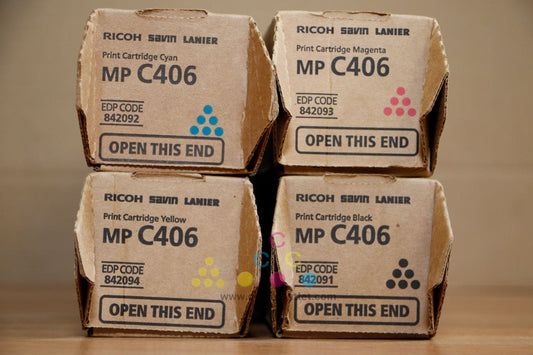 RICOH Savin LANIER
Print Cartridge Cyan
MP C406
EDP CODE
842092
OPEN THIS END
RICOH Savin LANIER
Print Cartridge Magenta
MP C406
EDP CODE
842093
OPEN THIS END
RICOH Savin LANIER
Print Cartridge Yellow
MP C406
EDP CODE
842094
OPEN THIS END
RICOH Savin LANIER
Print Cartridge Black
MP C406
EDP CODE
842091
OPEN THIS END